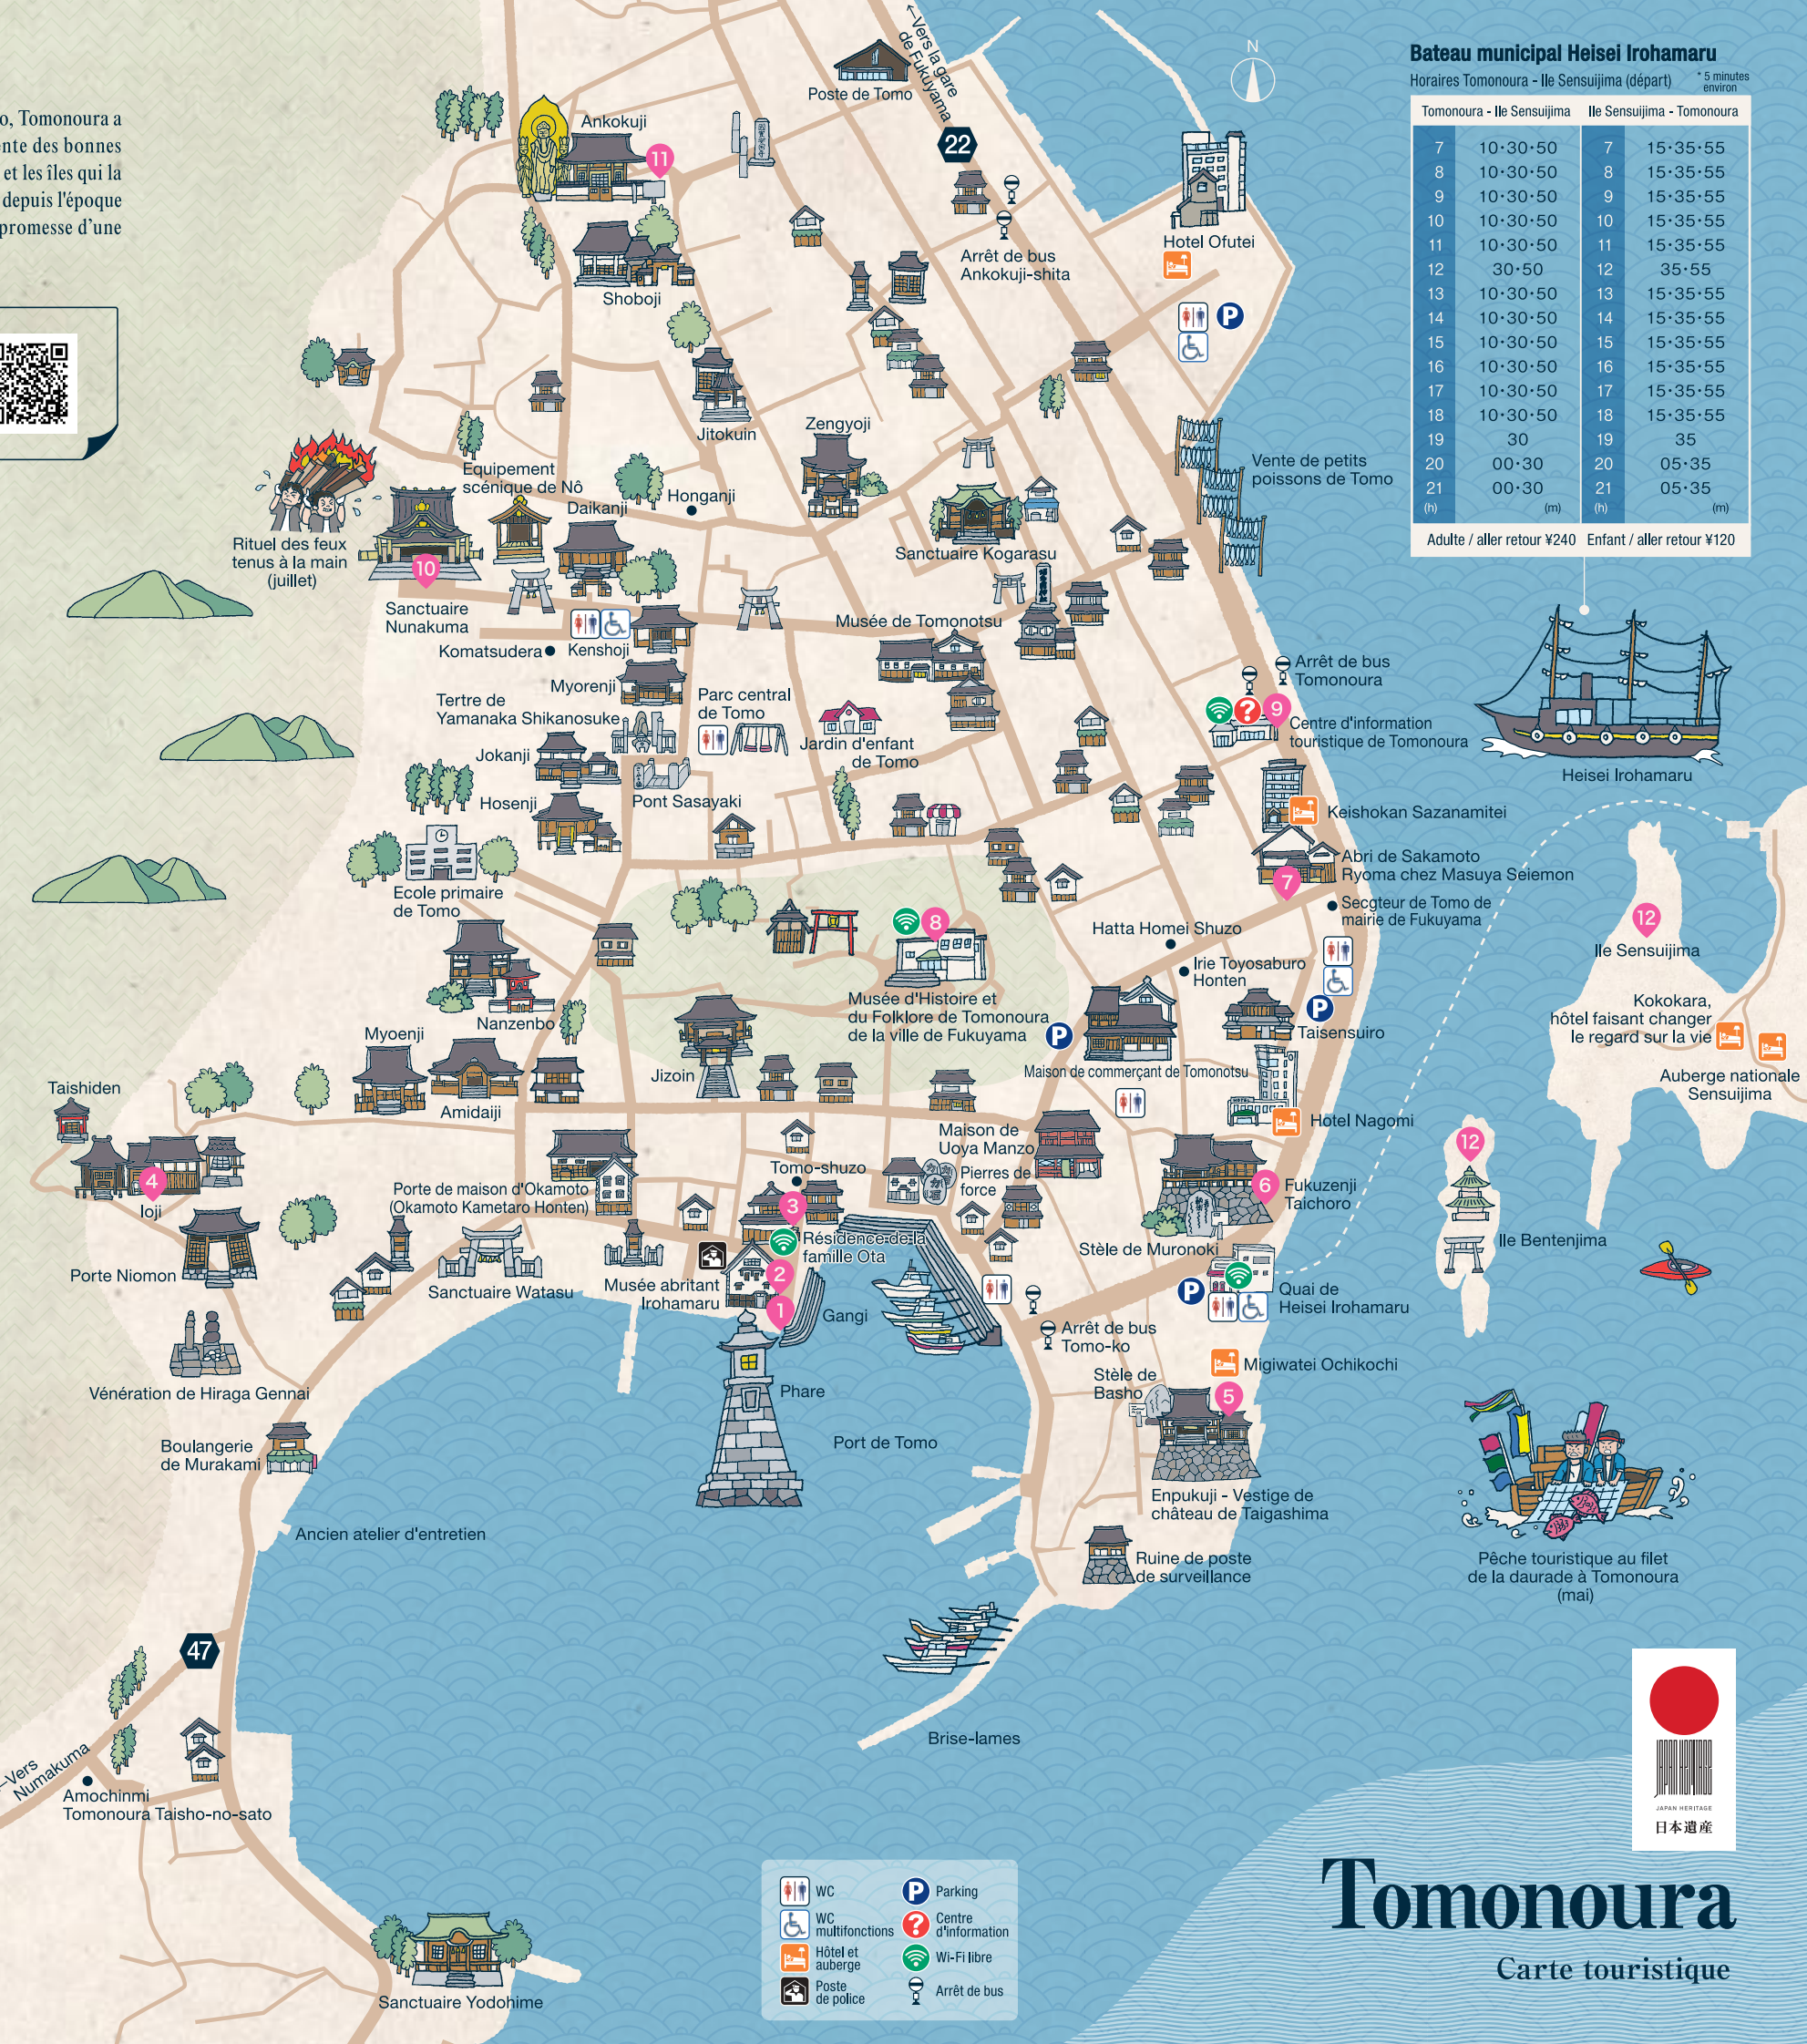 o, Tomonoura a
nte des bonnes
et les îles qui la
depuis l'époque
promesse d'une
←Vers la gare
de Fukuyama
22
N
Bateau municipal Heisei Irohamaru
Horaires Tomonoura - Ile Sensuijima (départ)
* 5 minutes
environ
Tomonoura - Ile Sensuijima Ile Sensuijima - Tomonoura
7 10・30・50 7 15・35・55
8 10・30・50 8 15・35・55
9 10・30・50 9 15・35・55
10 10・30・50 10 15・35・55
11 10・30・50 11 15・35・55
12 30・50 12 35・55
13 10・30・50 13 15・35・55
14 10・30・50 14 15・35・55
15 10・30・50 15 15・35・55
16 10・30・50 16 15・35・55
17 10・30・50 17 15・35・55
18 10・30・50 18 15・35・55
19 30 19 35
20 00・30 20 05・35
21 00・30 21 05・35
(h) (m) (h) (m)
Adulte / aller retour ¥240 Enfant / aller retour ¥120
Poste de Tomo
Ankokuji
11
Shoboji
Arrêt de bus
Ankokuji-shita
Hotel Ofutei
P
Jitokuin
Zengyoji
Equipement
scénique de Nô
Daikanji
Honganji
Vente de petits
poissons de Tomo
Rituel des feux
tenus à la main
(juillet)
10
Sanctuaire
Nunakuma
Sanctuaire Kogarasu
Komatsudera
Kenshoji
Musée de Tomonotsu
Myorenji
Tertre de
Yamanaka Shikanosuke
Parc central
de Tomo
Jardin d'enfant
de Tomo
Arrêt de bus
Tomonoura
?
9
Centre d'information
touristique de Tomonoura
Heisei Irohamaru
Jokanji
Hosenji
Pont Sasayaki
Keishokan Sazanamitei
Ecole primaire
de Tomo
7
Abri de Sakamoto
Ryoma chez Masuya Seiemon
Secgteur de Tomo de
mairie de Fukuyama
12
Ile Sensuijima
8
Musée d'Histoire et
du Folklore de Tomonoura
de la ville de Fukuyama
P
Hatta Homei Shuzo
Irie Toyosaburo
Honten
P
Taisensuiro
Kokokara,
hôtel faisant changer
le regard sur la vie
Auberge nationale
Sensuijima
Nanzenbo
Myoenji
Amidaiji
Jizoin
Maison de commerçant de Tomonotsu
Hotel Nagomi
Taishiden
4
Ioji
Porte Niomon
Porte de maison d'Okamoto
(Okamoto Kametaro Honten)
Tomo-shuzo
3
Résidence de la
famille Ota
Maison de
Uoya Manzo
Pierres de
force
6
Fukuzenji
Taichoro
Stèle de Muronoki
12
Ile Bentenjima
Sanctuaire Watasu
Musée abritant
Irohamaru
2
1
Gangi
P
Quai de
Heisei Irohamaru
Arrêt de bus
Tomo-ko
Vénération de Hiraga Gennai
Phare
Port de Tomo
Migiwatei Ochikochi
Stèle de
Basho
5
Enpukuji - Vestige de
château de Taigashima
Boulangerie
de Murakami
Ancien atelier d'entretien
Ruine de poste
de surveillance
Pêche touristique au filet
de la daurade à Tomonoura
(mai)
47
←Vers
Numakuma
Amochinmi
Tomonoura Taisho-no-sato
Brise-lames
Sanctuaire Yodohime
WC
WC
multifonctions
Hôtel et
auberge
Poste
de police
P Parking
? Centre
d'information
Wi-Fi libre
Arrêt de bus
JAPAN HERITAGE
JAPAN HERITAGE
日本遺産
Tomonoura
Carte touristique